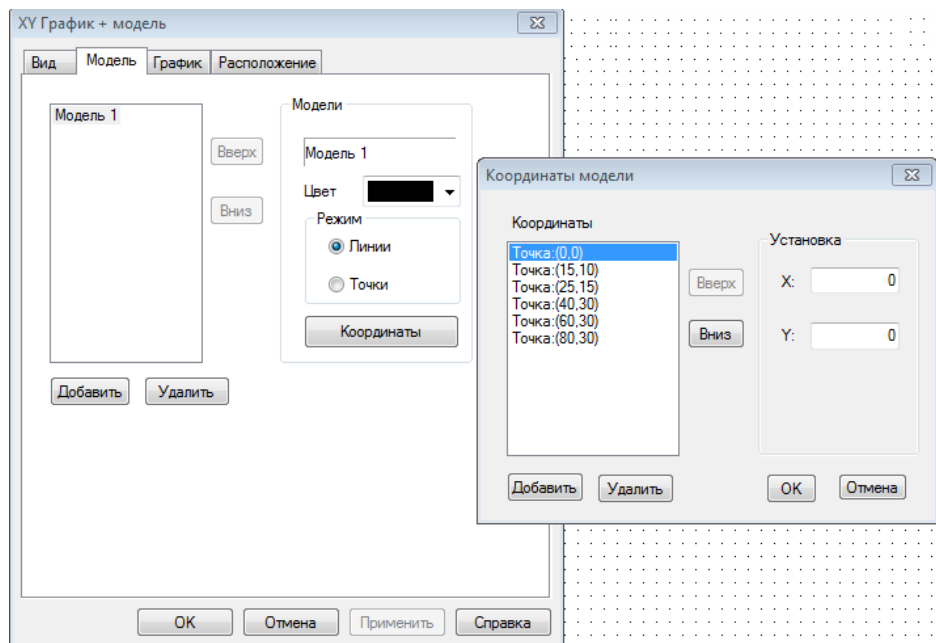 XY График + модель
Вид
Модель
График
Расположение
Модель 1
Вверх
Вниз
Добавить
Удалить
Модели
Модель 1
Цвет
Режим
Линии
Точки
Координаты
OK
Отмена
Применить
Справка
Координаты модели
Координаты
Точка:(0,0)
Точка:(15,10)
Точка:(25,15)
Точка:(40,30)
Точка:(60,30)
Точка:(80,30)
Вверх
Вниз
Установка
X: 0
Y: 0
Добавить
Удалить
OK
Отмена